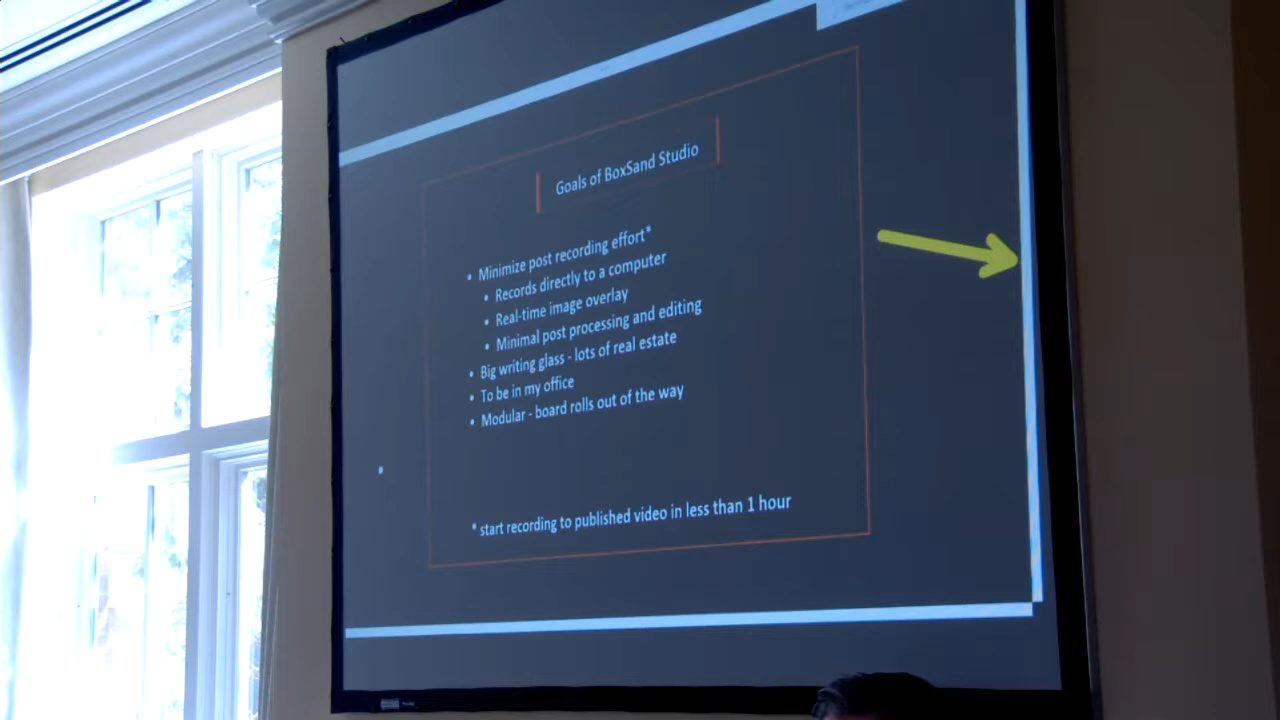 Goals of BoxSand Studio
• Minimize post recording effort*
• Records directly to a computer
• Real-time image overlay
• Minimal post processing and editing
• Big writing glass - lots of real estate
• To be in my office
• Modular - board rolls out of the way
* start recording to published video in less than 1 hour